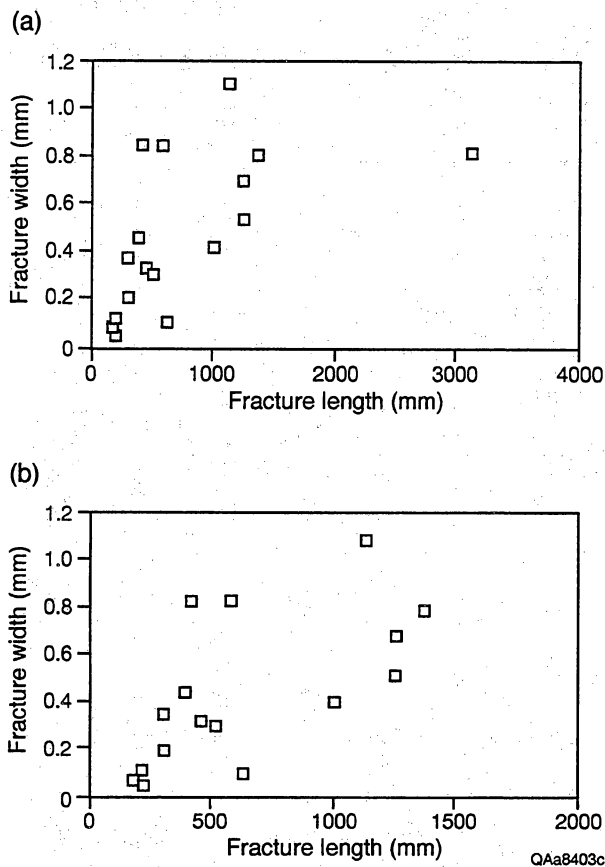 (a)
1.2
1.0
0.8
0.6
0.4
0.2
0
Fracture width (mm)
0 1000 2000 3000 4000
Fracture length (mm)
(b)
1.2
1.0
0.8
0.6
0.4
0.2
0
Fracture width (mm)
0 500 1000 1500 2000
Fracture length (mm)
QAa8403c